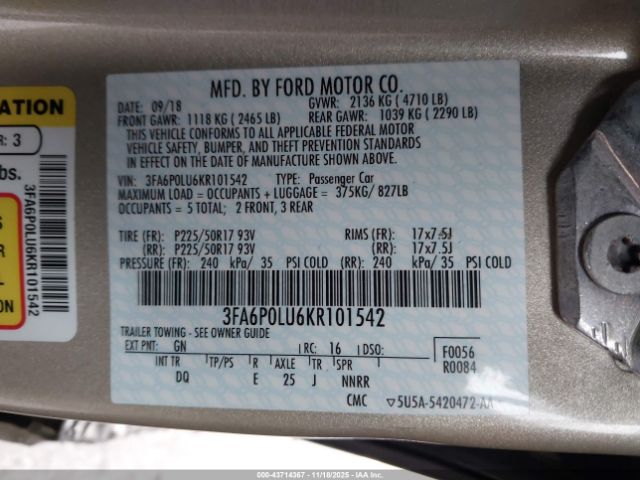 ATION
R: 3
bs.
ION
3FA6P0LU6KR101542
MFD. BY FORD MOTOR CO.
DATE: 09/18 GVWR: 2136 KG ( 4710 LB)
FRONT GAWR: 1118 KG ( 2465 LB) REAR GAWR: 1039 KG ( 2290 LB)
THIS VEHICLE CONFORMS TO ALL APPLICABLE FEDERAL MOTOR
VEHICLE SAFETY, BUMPER, AND THEFT PREVENTION STANDARDS
IN EFFECT ON THE DATE OF MANUFACTURE SHOWN ABOVE.
VIN: 3FA6P0LU6KR101542 TYPE: Passenger Car
MAXIMUM LOAD = OCCUPANTS + LUGGAGE = 375KG/ 827LB
OCCUPANTS = 5 TOTAL; 2 FRONT, 3 REAR
TIRE (FR): P225/50R17 93V RIMS (FR): 17x7.5J
(RR): P225/50R17 93V (RR): 17x7.5J
PRESSURE (FR): 240 kPa/ 35 PSI COLD (RR): 240 kPa/ 35 PSI COLD
3FA6P0LU6KR101542
TRAILER TOWING - SEE OWNER GUIDE
EXT PNT: GN RC: 16 DSO: F0056
R0084
INT TR TP/PS R AXLE TR SPR
DQ E 25 J NNRR
CMC 5U5A-5420472-AA
000-43714367 - 11/18/2025 - IAA, Inc.